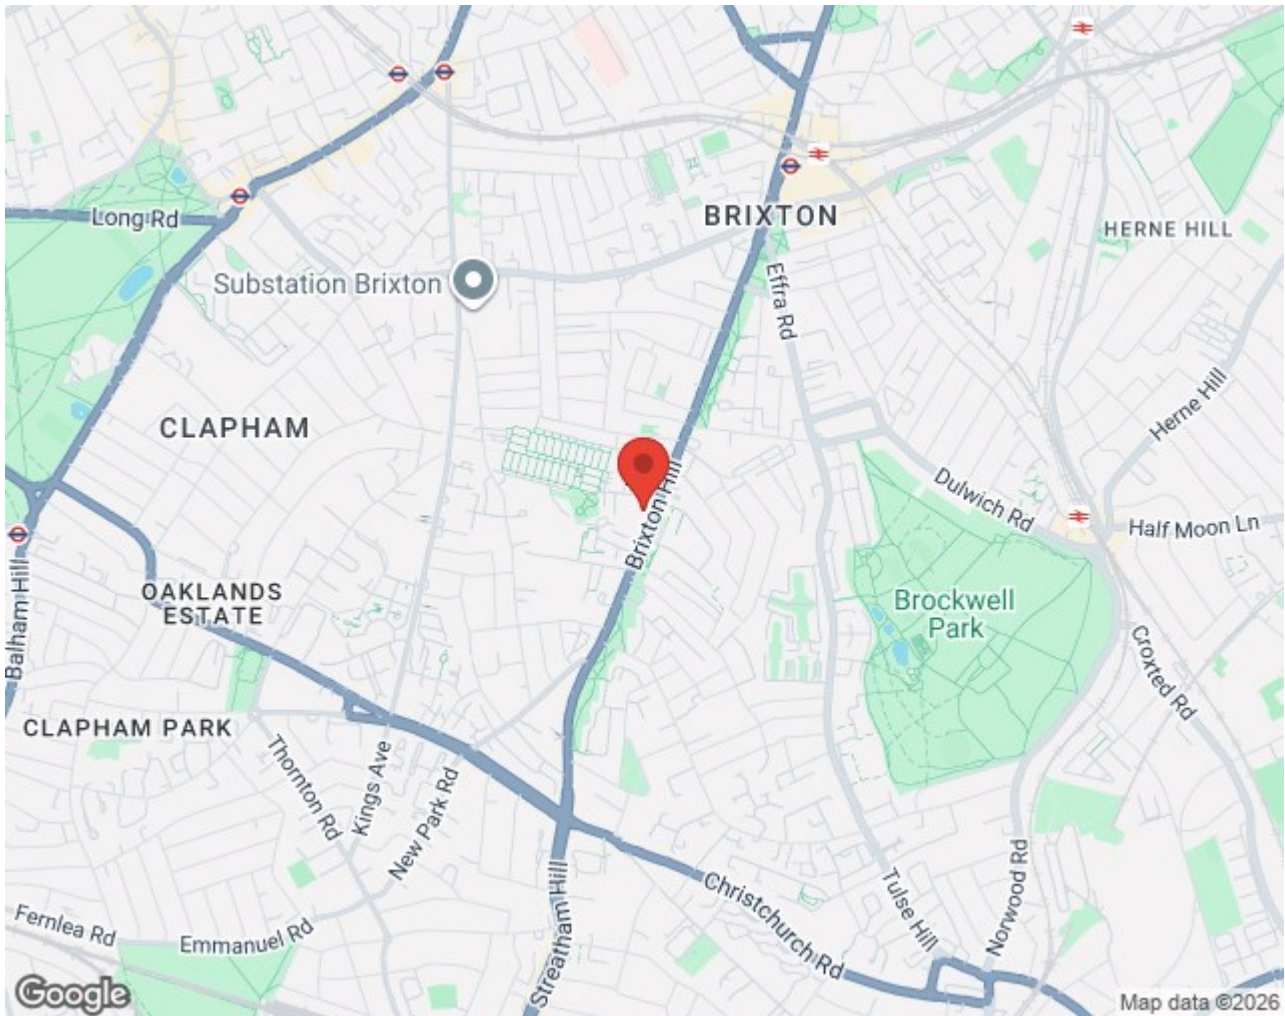 Long Rd
BRIXTON
HERNE HILL
Substation Brixton
Effra Rd
Herne Hill
CLAPHAM
Dulwich Rd
Half Moon Ln
Brixton Hill
Balham Hill
OAKLANDS
ESTATE
Brockwell
Park
Croxted Rd
CLAPHAM PARK
Thornton Rd
Kings Ave
New Park Rd
Streatham Hill
Christchurch Rd
Tulse Hill
Norwood Rd
Fernlea Rd
Emmanuel Rd
Google
Map data ©2026